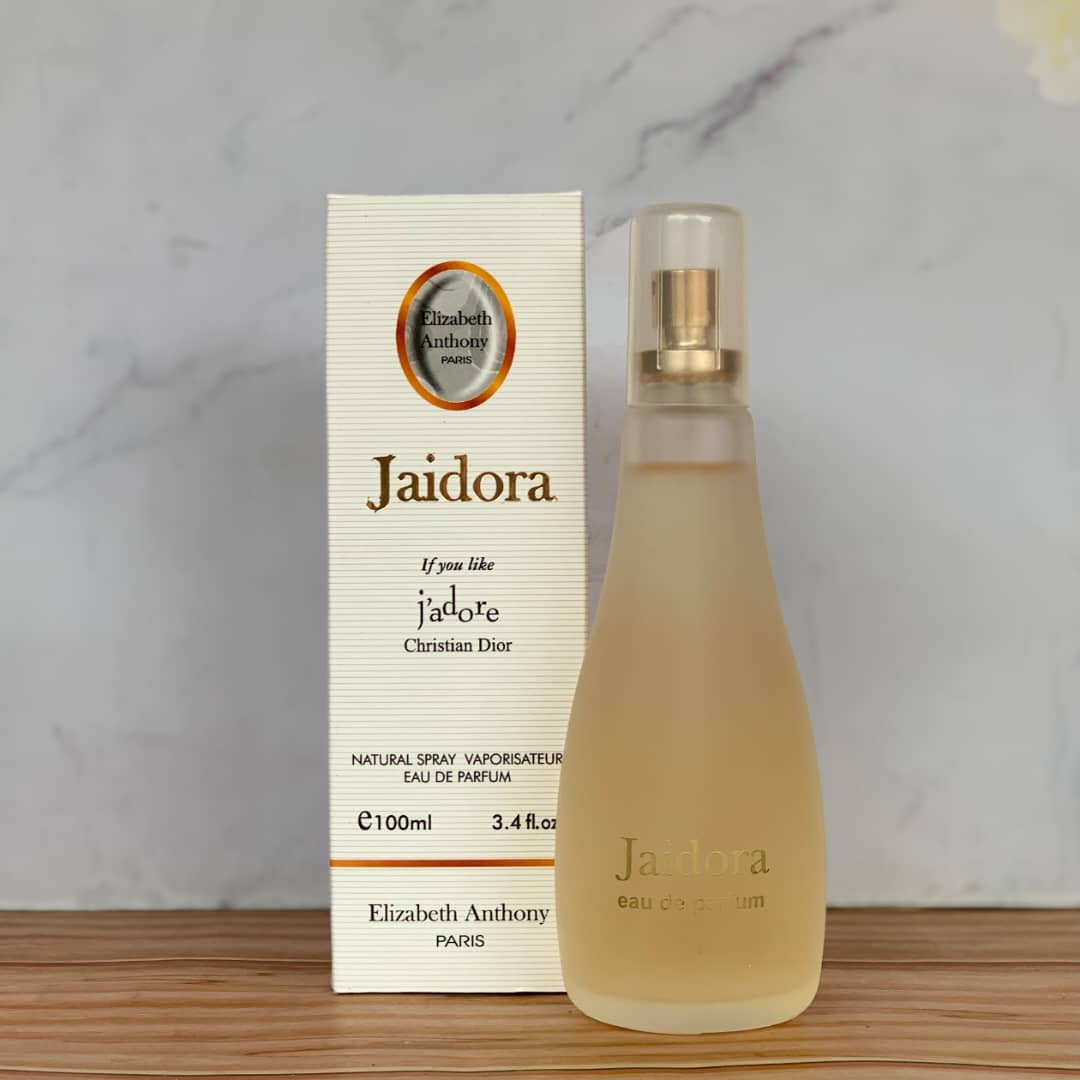 Elizabeth
Anthony
PARIS
Jaidora
If you like
j'adore
Christian Dior
NATURAL SPRAY VAPORISATEUR
EAU DE PARFUM
e100ml 3.4 fl.oz
Elizabeth Anthony
PARIS
Jaidora
eau de parfum